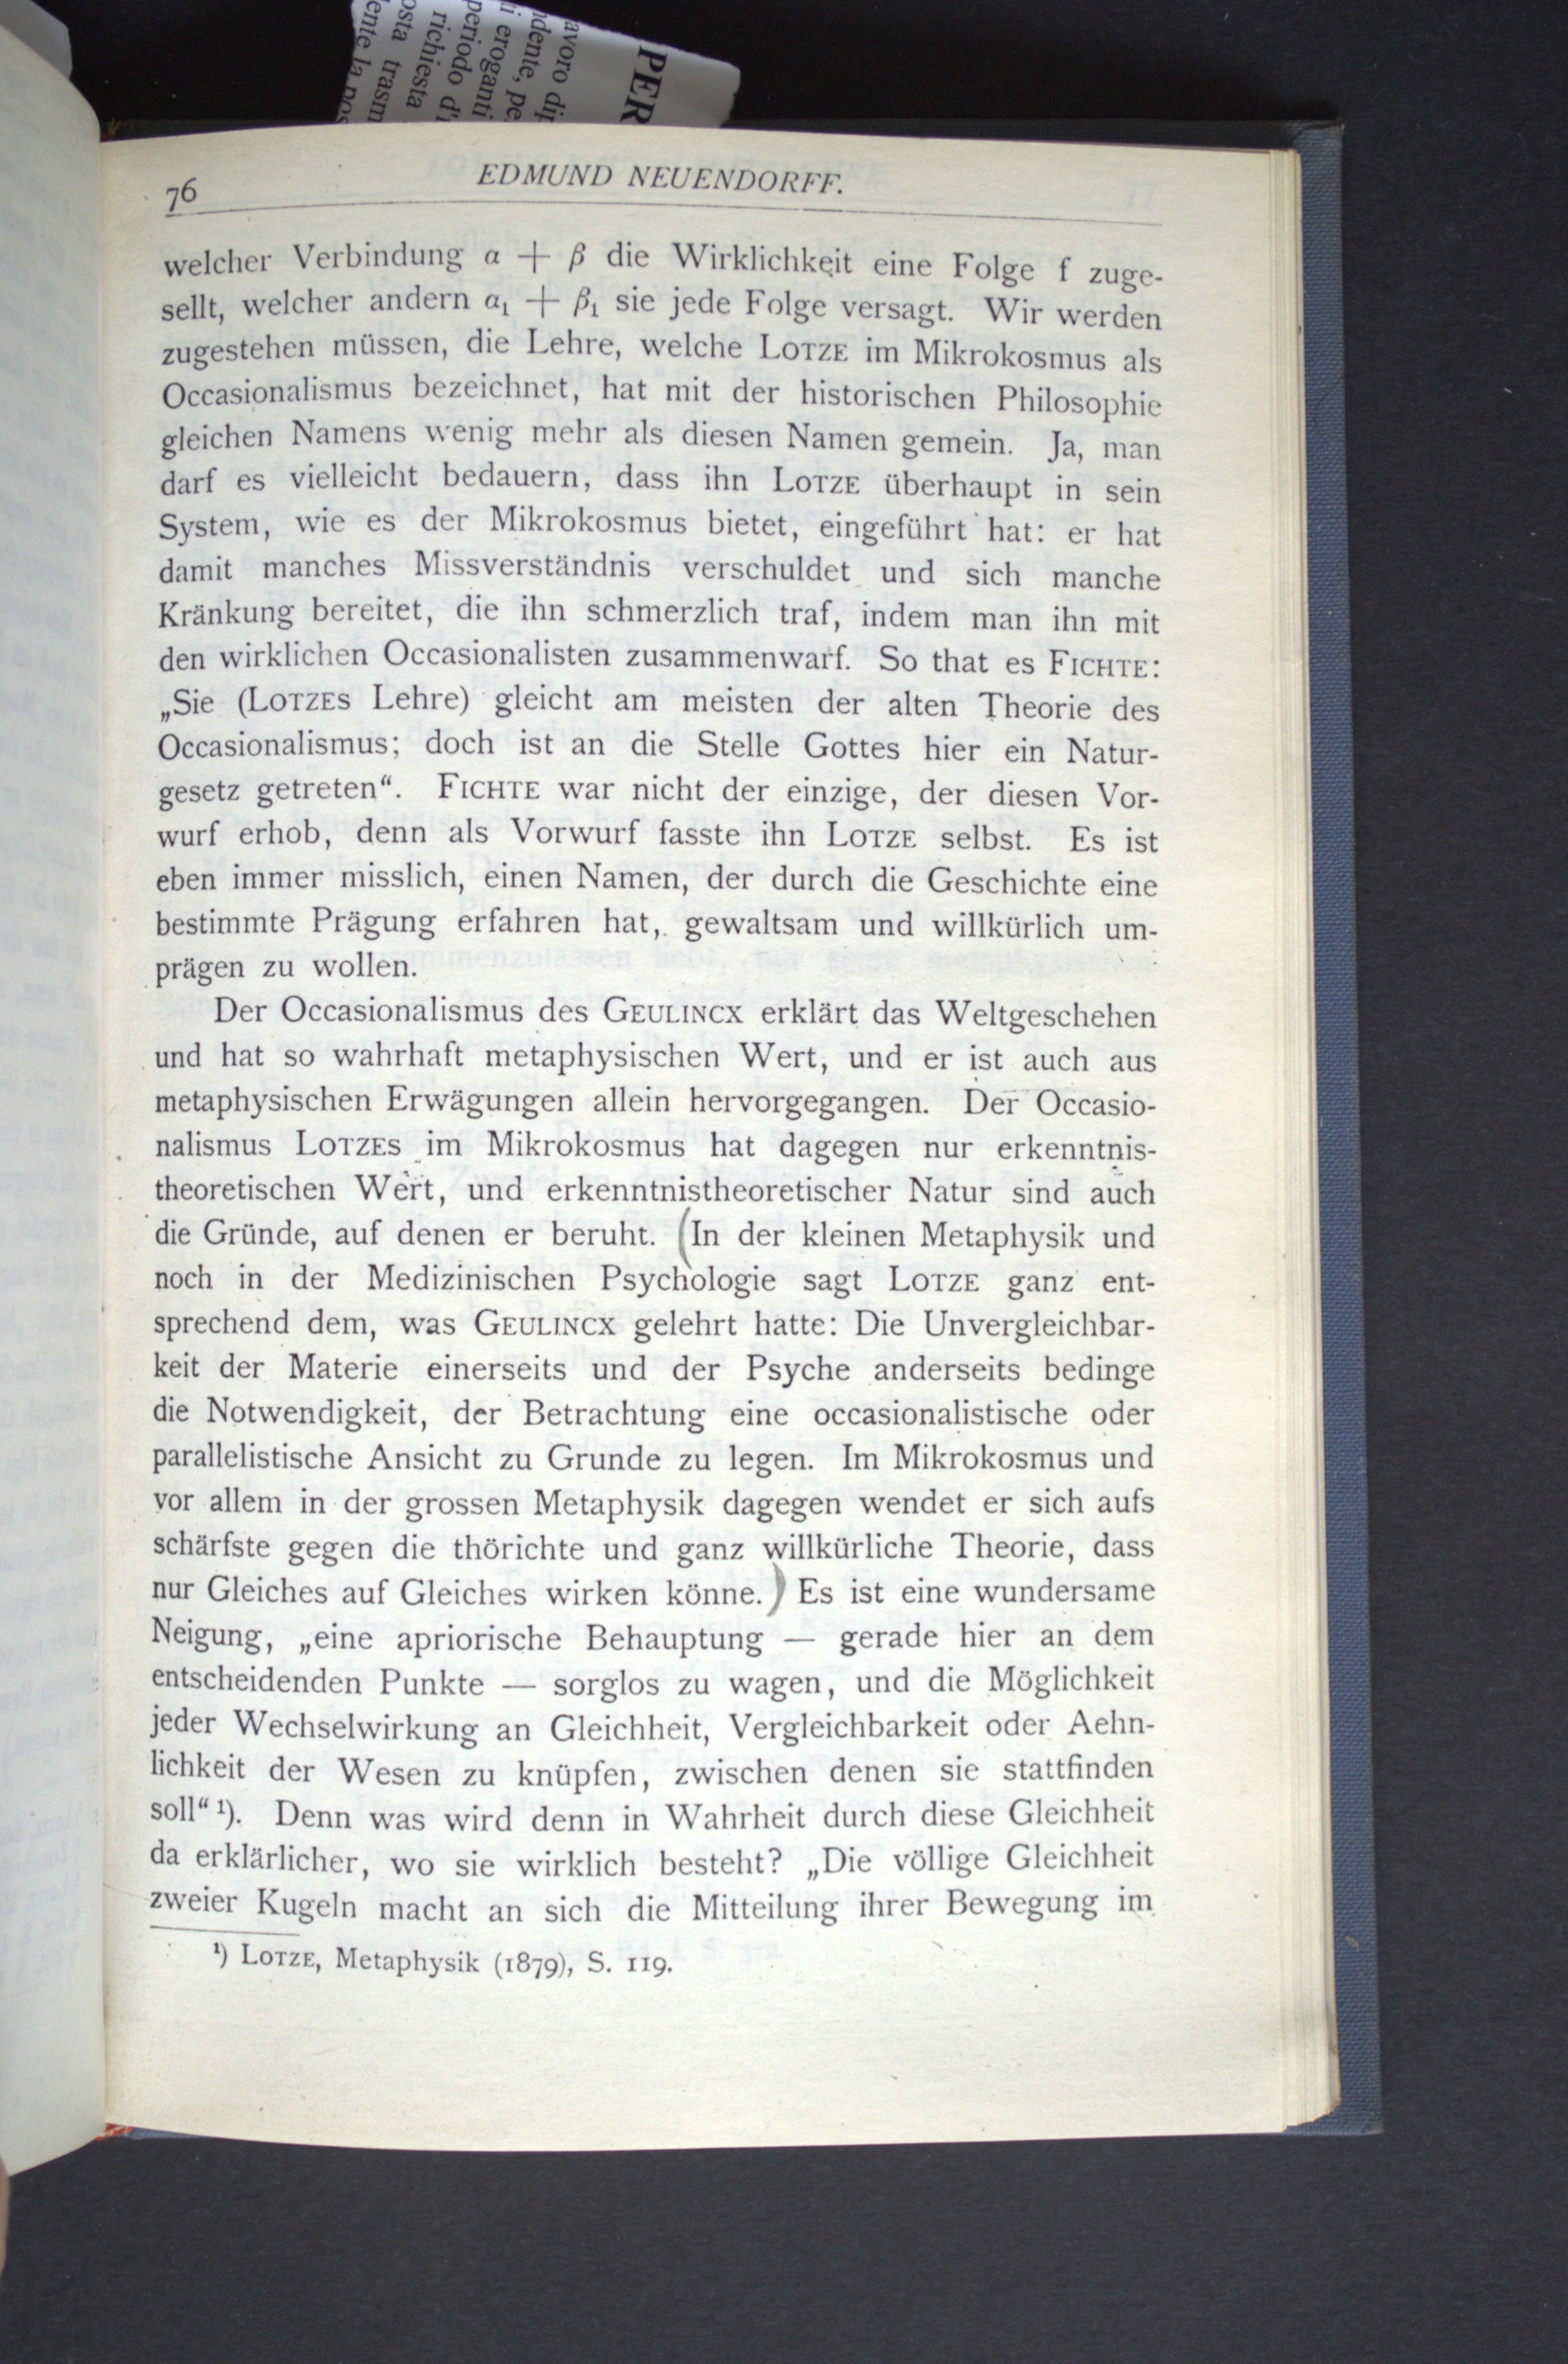 PER
avoro
periodo
richiesta
76 EDMUND NEUENDORFF.
welcher Verbindung α + β die Wirklichkeit eine Folge f zuge-
sellt, welcher andern α₁ + β₁ sie jede Folge versagt. Wir werden
zugestehen müssen, die Lehre, welche LOTZE im Mikrokosmus als
Occasionalismus bezeichnet, hat mit der historischen Philosophie
gleichen Namens wenig mehr als diesen Namen gemein. Ja, man
darf es vielleicht bedauern, dass ihn LOTZE überhaupt in sein
System, wie es der Mikrokosmus bietet, eingeführt hat: er hat
damit manches Missverständnis verschuldet und sich manche
Kränkung bereitet, die ihn schmerzlich traf, indem man ihn mit
den wirklichen Occasionalisten zusammenwarf. So that es FICHTE:
„Sie (LOTZES Lehre) gleicht am meisten der alten Theorie des
Occasionalismus; doch ist an die Stelle Gottes hier ein Natur-
gesetz getreten“. FICHTE war nicht der einzige, der diesen Vor-
wurf erhob, denn als Vorwurf fasste ihn LOTZE selbst. Es ist
eben immer misslich, einen Namen, der durch die Geschichte eine
bestimmte Prägung erfahren hat, gewaltsam und willkürlich um-
prägen zu wollen.
Der Occasionalismus des GEULINCX erklärt das Weltgeschehen
und hat so wahrhaft metaphysischen Wert, und er ist auch aus
metaphysischen Erwägungen allein hervorgegangen. Der Occasio-
nalismus LOTZES im Mikrokosmus hat dagegen nur erkenntnis-
theoretischen Wert, und erkenntnistheoretischer Natur sind auch
die Gründe, auf denen er beruht. (In der kleinen Metaphysik und
noch in der Medizinischen Psychologie sagt LOTZE ganz ent-
sprechend dem, was GEULINCX gelehrt hatte: Die Unvergleichbar-
keit der Materie einerseits und der Psyche anderseits bedinge
die Notwendigkeit, der Betrachtung eine occasionalistische oder
parallelistische Ansicht zu Grunde zu legen. Im Mikrokosmus und
vor allem in der grossen Metaphysik dagegen wendet er sich aufs
schärfste gegen die thörichte und ganz willkürliche Theorie, dass
nur Gleiches auf Gleiches wirken könne.) Es ist eine wundersame
Neigung, „eine apriorische Behauptung — gerade hier an dem
entscheidenden Punkte — sorglos zu wagen, und die Möglichkeit
jeder Wechselwirkung an Gleichheit, Vergleichbarkeit oder Aehn-
lichkeit der Wesen zu knüpfen, zwischen denen sie stattfinden
soll“ ¹). Denn was wird denn in Wahrheit durch diese Gleichheit
da erklärlicher, wo sie wirklich besteht? „Die völlige Gleichheit
zweier Kugeln macht an sich die Mitteilung ihrer Bewegung im
¹) LOTZE, Metaphysik (1879), S. 119.